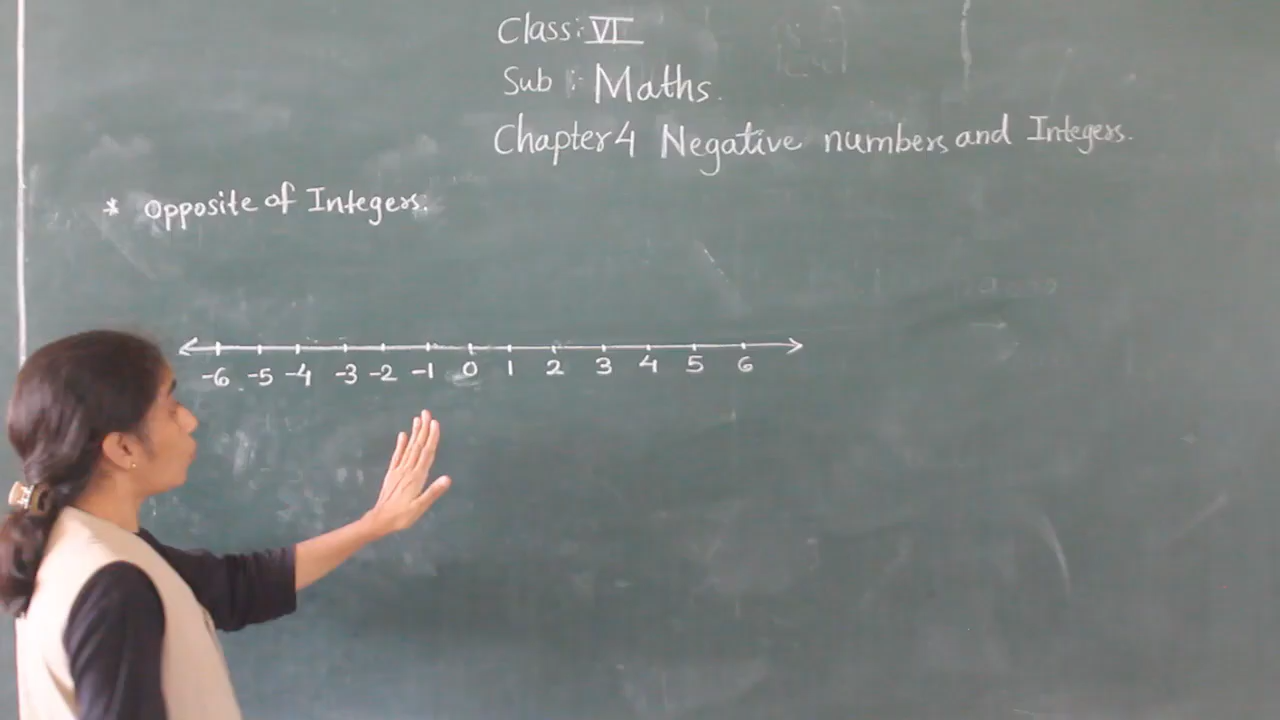 Class: VI
Sub :- Maths.
Chapter 4 Negative numbers and Integers.
* Opposite of Integers.
-6 -5 -4 -3 -2 -1 0 1 2 3 4 5 6